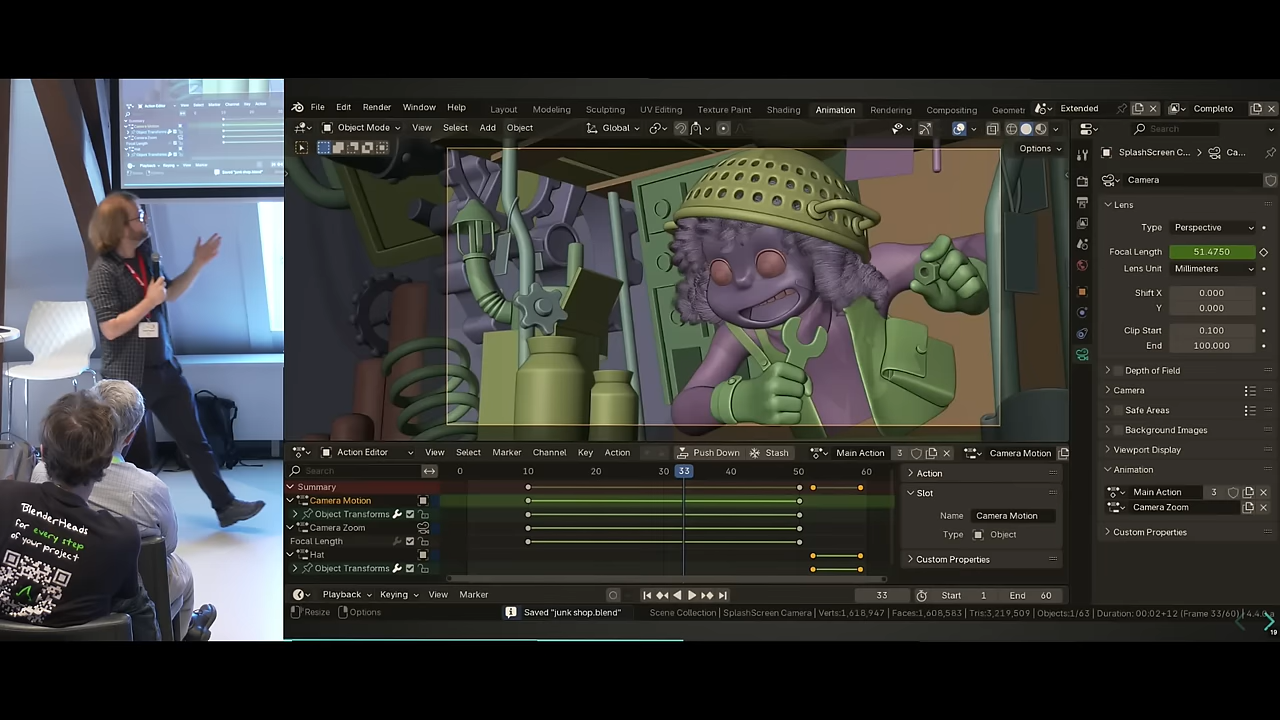 File Edit Render Window Help Layout Modeling Sculpting UV Editing Texture Paint Shading Animation Rendering Compositing Geometr Extended Completo
Object Mode View Select Add Object Global Search
Options
SplashScreen C... Ca...
Camera
Lens
Type Perspective
Focal Length 51.4750
Lens Unit Millimeters
Shift X 0.000
Y 0.000
Clip Start 0.100
End 100.000
Depth of Field
Camera
Safe Areas
Background Images
Viewport Display
Animation
Main Action 3
Camera Zoom
Custom Properties
Action Editor View Select Marker Channel Key Action Push Down Stash Main Action 3 Camera Motion
Search 0 10 20 30 33 40 50 60
Summary
Camera Motion
Object Transforms
Camera Zoom
Focal Length
Hat
Object Transforms
Action
Slot
Name Camera Motion
Type Object
Custom Properties
Playback Keying View Marker 33 Start 1 End 60
Resize Options Saved "junk shop.blend" Scene Collection | SplashScreen Camera | Verts:1,618,947 | Faces:1,608,583 | Tris:3,219,509 | Objects:1/63 | Duration: 00:02+12 (Frame 33/60) | 4.4.0
19
BlenderHeads
for every step
of your project